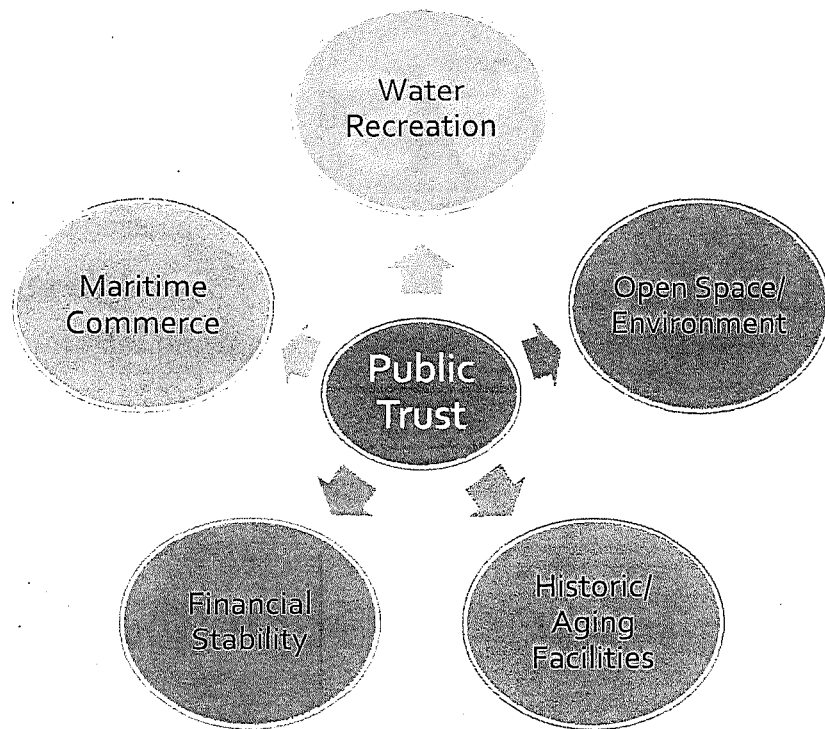 Water
Recreation
Maritime
Commerce
Open Space/
Environment
Public
Trust
Financial
Stability
Historic/
Aging
Facilities